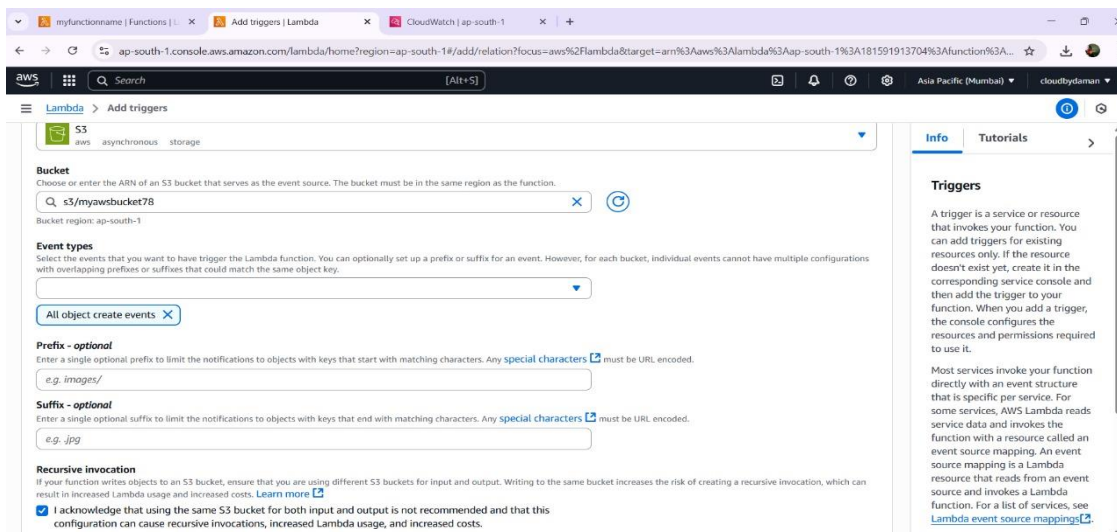 myfunctionname | Functions | L
Add triggers | Lambda
CloudWatch | ap-south-1
ap-south-1.console.aws.amazon.com/lambda/home?region=ap-south-1#/add/relation?focus=aws%2Flambda&target=arn%3Aaws%3Alambda%3Aap-south-1%3A181591913704%3Afunction%3A...
aws
Search
[Alt+S]
Asia Pacific (Mumbai)
cloudbydaman
Lambda > Add triggers
S3
aws asynchronous storage
Bucket
Choose or enter the ARN of an S3 bucket that serves as the event source. The bucket must be in the same region as the function.
s3/myawsbucket78
Bucket region: ap-south-1
Event types
Select the events that you want to have trigger the Lambda function. You can optionally set up a prefix or suffix for an event. However, for each bucket, individual events cannot have multiple configurations
with overlapping prefixes or suffixes that could match the same object key.
All object create events
Prefix - optional
Enter a single optional prefix to limit the notifications to objects with keys that start with matching characters. Any special characters must be URL encoded.
e.g. images/
Suffix - optional
Enter a single optional suffix to limit the notifications to objects with keys that end with matching characters. Any special characters must be URL encoded.
e.g. .jpg
Recursive invocation
If your function writes objects to an S3 bucket, ensure that you are using different S3 buckets for input and output. Writing to the same bucket increases the risk of creating a recursive invocation, which can
result in increased Lambda usage and increased costs. Learn more
I acknowledge that using the same S3 bucket for both input and output is not recommended and that this
configuration can cause recursive invocations, increased Lambda usage, and increased costs.
Info
Tutorials
Triggers
A trigger is a service or resource
that invokes your function. You
can add triggers for existing
resources only. If the resource
doesn't exist yet, create it in the
corresponding service console and
then add the trigger to your
function. When you add a trigger,
the console configures the
resources and permissions required
to use it.
Most services invoke your function
directly with an event structure
that is specific per service. For
some services, AWS Lambda reads
service data and invokes the
function with a resource called an
event source mapping. An event
source mapping is a Lambda
resource that reads from an event
source and invokes a Lambda
function. For a list of services, see
Lambda event source mappings.